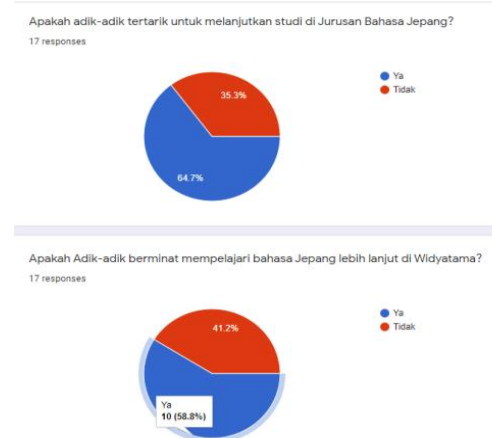 Apakah adik-adik tertarik untuk melanjutkan studi di Jurusan Bahasa Jepang?
17 responses
Ya
Tidak
35.3%
64.7%
Apakah Adik-adik berminat mempelajari bahasa Jepang lebih lanjut di Widyatama?
17 responses
Ya
Tidak
41.2%
Ya
10 (58.8%)